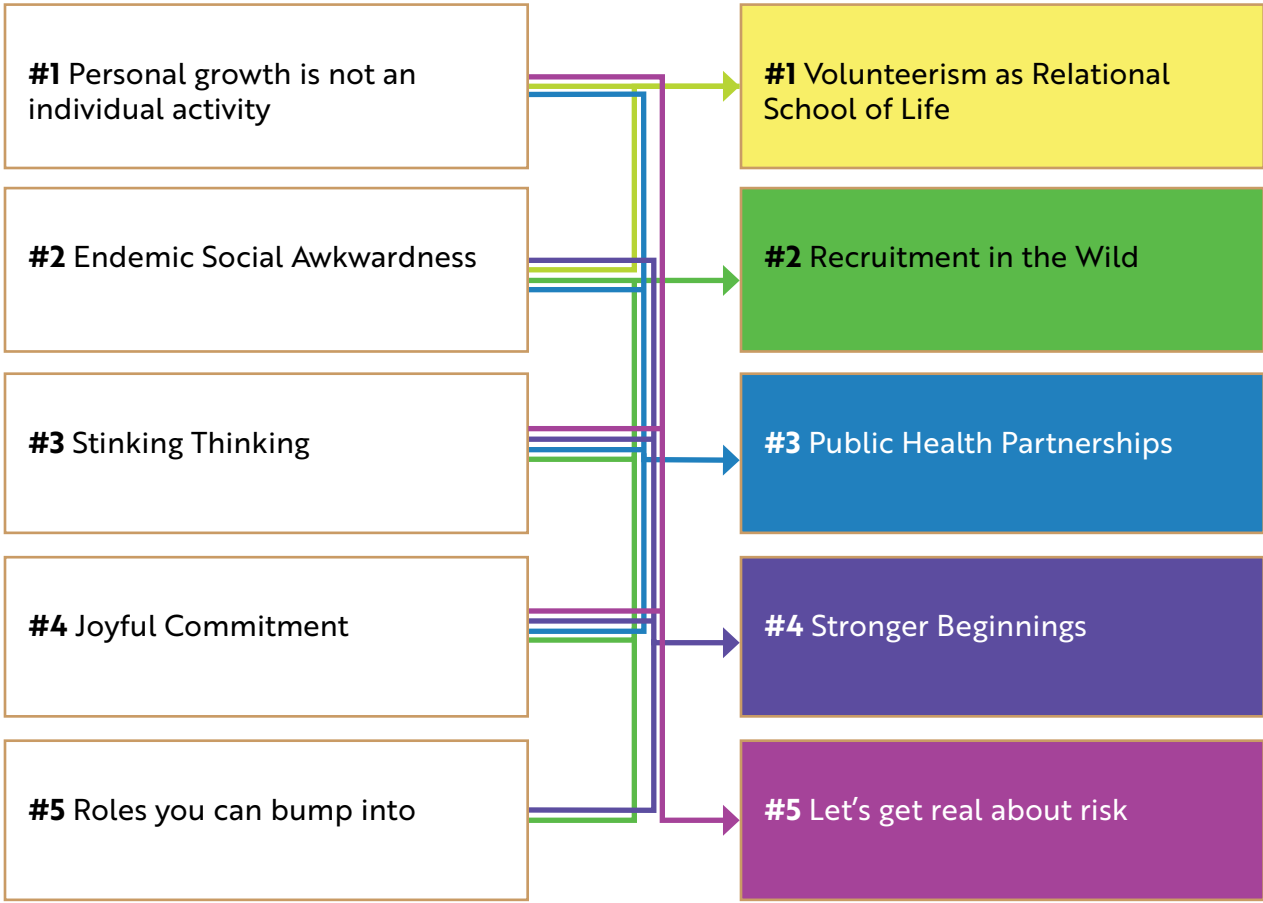 #1 Personal growth is not an
individual activity
#1 Volunteerism as Relational
School of Life
#2 Endemic Social Awkwardness
#2 Recruitment in the Wild
#3 Stinking Thinking
#3 Public Health Partnerships
#4 Joyful Commitment
#4 Stronger Beginnings
#5 Roles you can bump into
#5 Let’s get real about risk